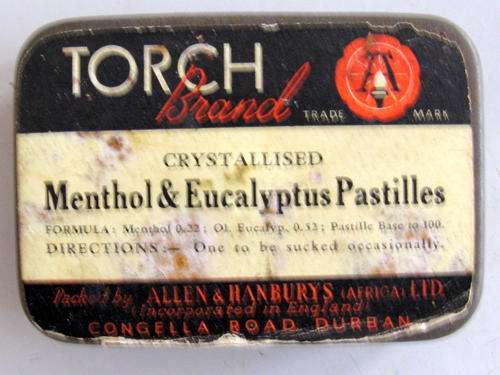 TORCH
Brand
TRADE MARK
CRYSTALLISED
Menthol & Eucalyptus Pastilles
FORMULA: Menthol 0.32; Ol. Eucalyp. 0.52; Pastille Base to 100.
DIRECTIONS:— One to be sucked occasionally.
Packed by ALLEN & HANBURYS (AFRICA) LTD
(Incorporated in England)
CONGELLA ROAD DURBAN